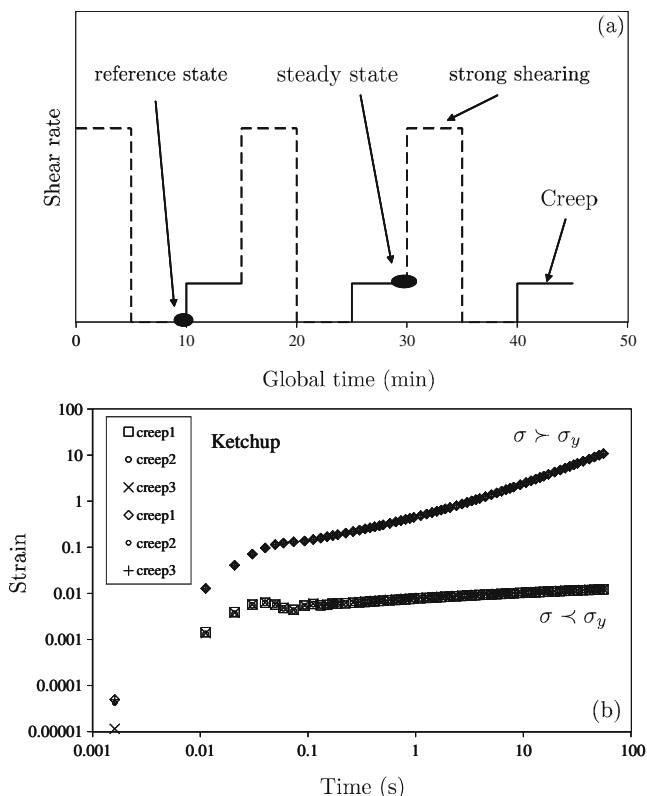 (a)
reference state
steady state
strong shearing
Creep
Shear rate
0 10 20 30 40 50
Global time (min)
100
10
1
0.1
0.01
0.001
0.0001
0.00001
Strain
creep1
creep2
creep3
creep1
creep2
creep3
Ketchup
σ ≻ σy
σ ≺ σy
(b)
0.001 0.01 0.1 1 10 100
Time (s)